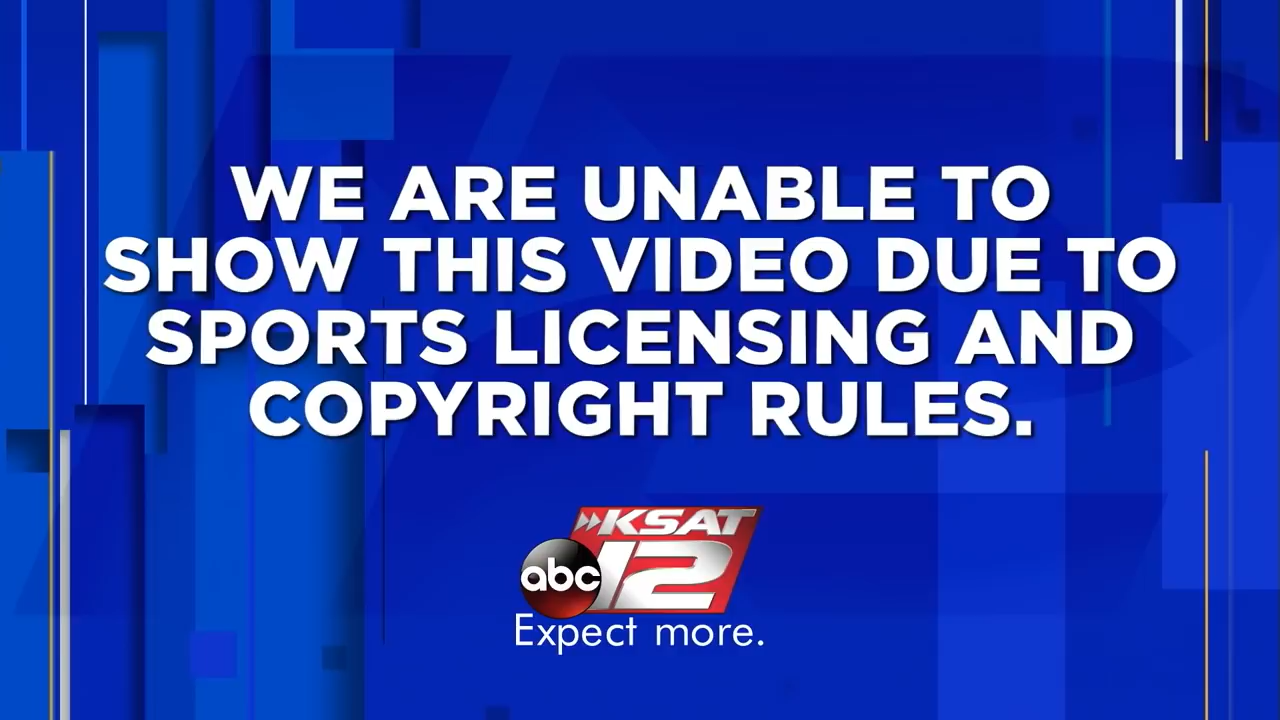 WE ARE UNABLE TO
SHOW THIS VIDEO DUE TO
SPORTS LICENSING AND
COPYRIGHT RULES.
KSAT
abc 12
Expect more.